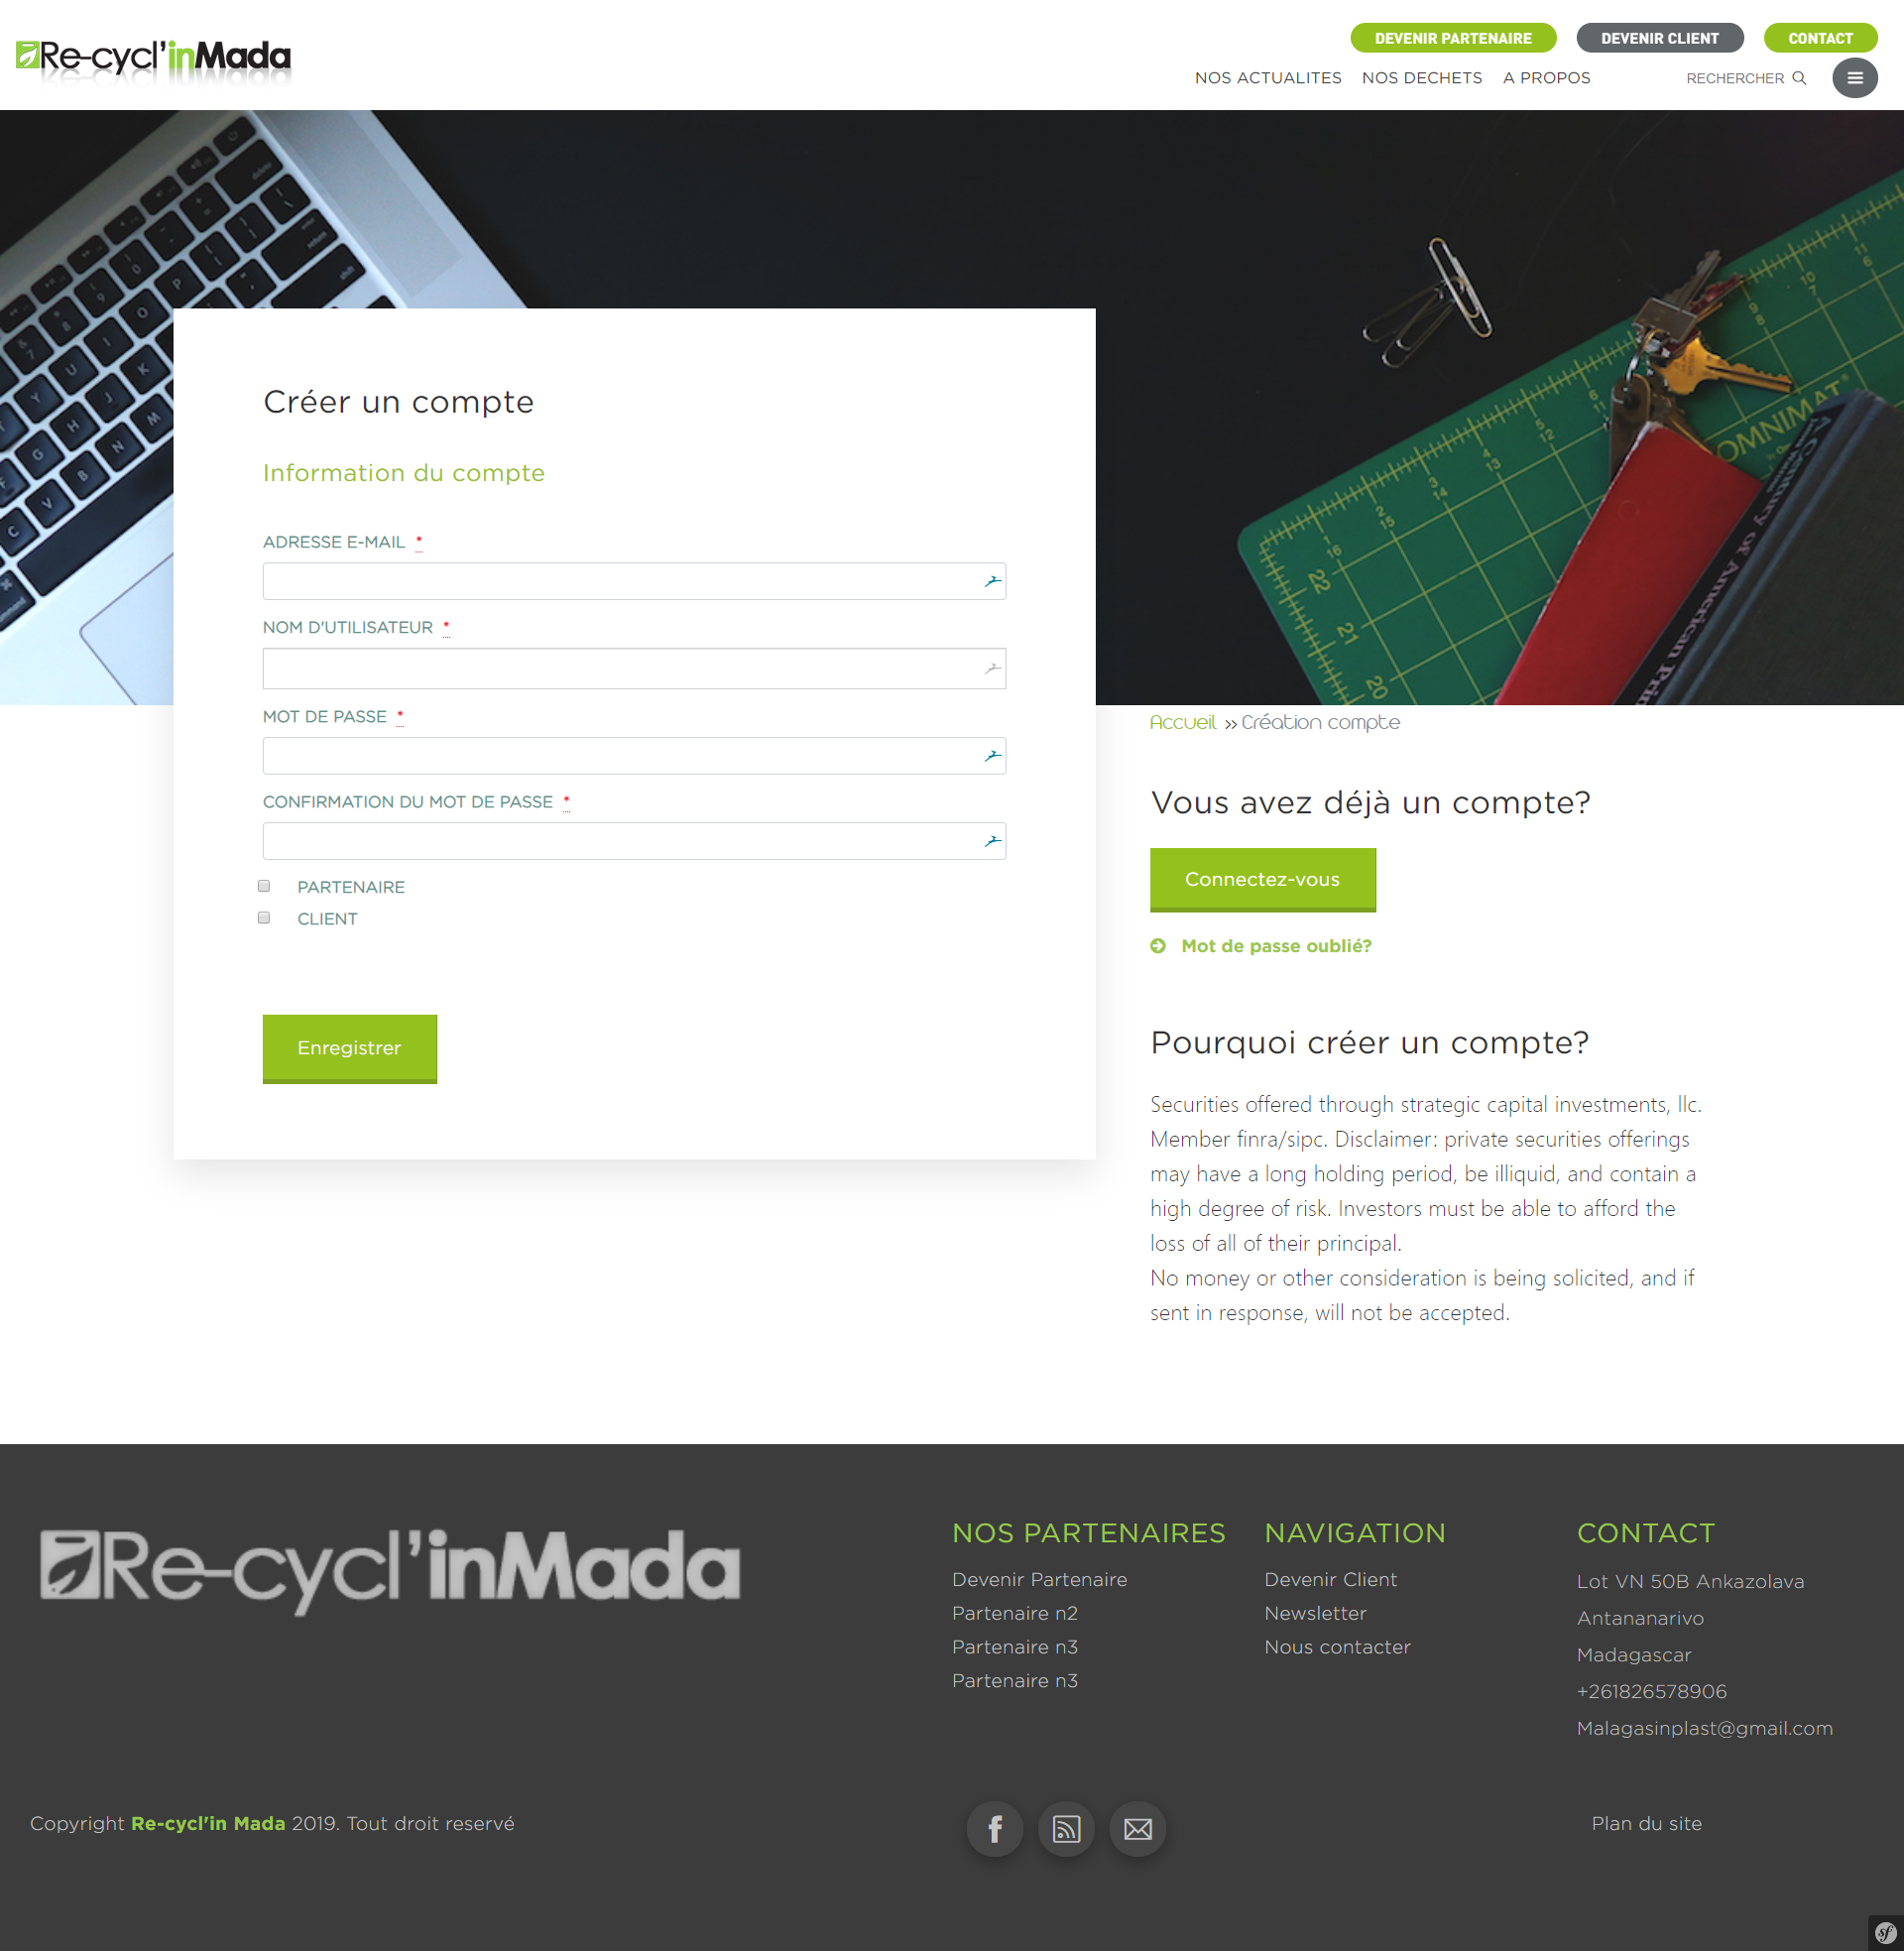 Re-cycl'inMada
DEVENIR PARTENAIRE
DEVENIR CLIENT
CONTACT
NOS ACTUALITES
NOS DECHETS
A PROPOS
RECHERCHER
OMNIMAT
A Century of American Prin
Créer un compte
Information du compte
ADRESSE E-MAIL *
NOM D'UTILISATEUR *
MOT DE PASSE *
CONFIRMATION DU MOT DE PASSE *
PARTENAIRE
CLIENT
Enregistrer
Accueil >> Création compte
Vous avez déjà un compte?
Connectez-vous
Mot de passe oublié?
Pourquoi créer un compte?
Securities offered through strategic capital investments, llc.
Member finra/sipc. Disclaimer: private securities offerings
may have a long holding period, be illiquid, and contain a
high degree of risk. Investors must be able to afford the
loss of all of their principal.
No money or other consideration is being solicited, and if
sent in response, will not be accepted.
Re-cycl'inMada
NOS PARTENAIRES
Devenir Partenaire
Partenaire n2
Partenaire n3
Partenaire n3
NAVIGATION
Devenir Client
Newsletter
Nous contacter
CONTACT
Lot VN 50B Ankazolava
Antananarivo
Madagascar
+261826578906
Malagasinplast@gmail.com
Copyright Re-cycl'in Mada 2019. Tout droit reservé
Plan du site